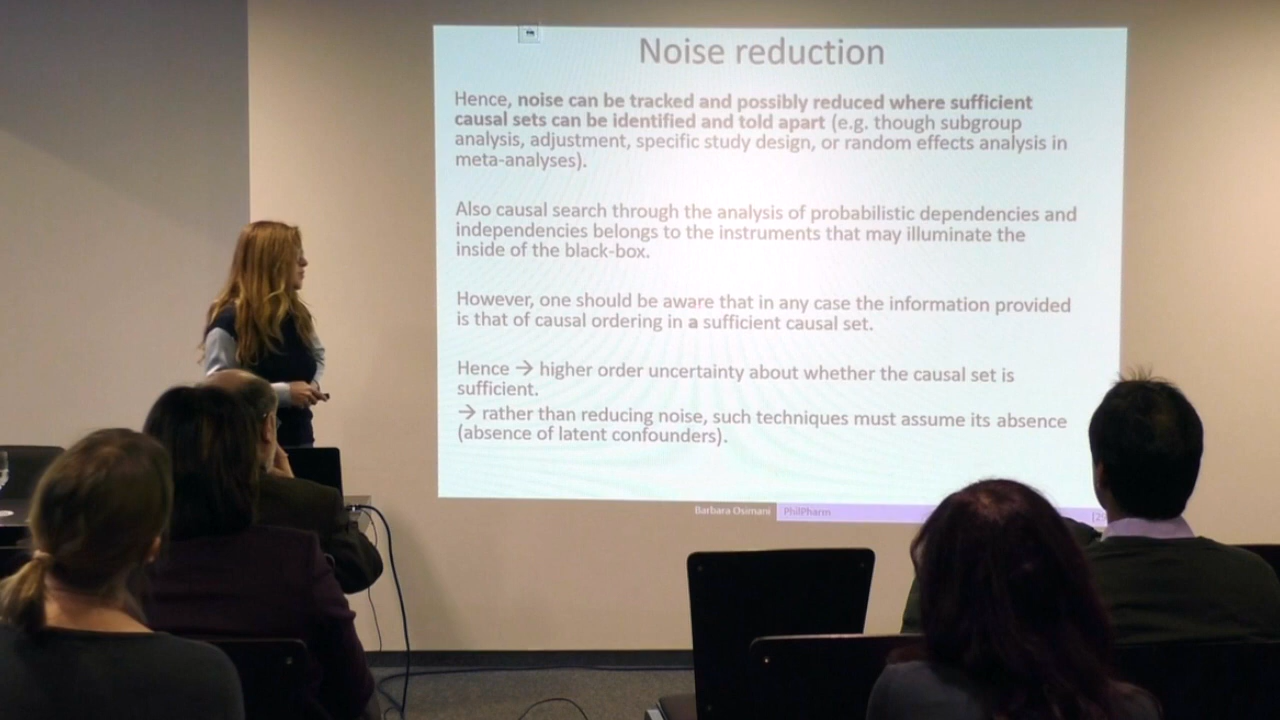 Noise reduction
Hence, noise can be tracked and possibly reduced where sufficient
causal sets can be identified and told apart (e.g. though subgroup
analysis, adjustment, specific study design, or random effects analysis in
meta-analyses).
Also causal search through the analysis of probabilistic dependencies and
independencies belongs to the instruments that may illuminate the
inside of the black-box.
However, one should be aware that in any case the information provided
is that of causal ordering in a sufficient causal set.
Hence → higher order uncertainty about whether the causal set is
sufficient.
→ rather than reducing noise, such techniques must assume its absence
(absence of latent confounders).
Barbara Osimani PhilPharm